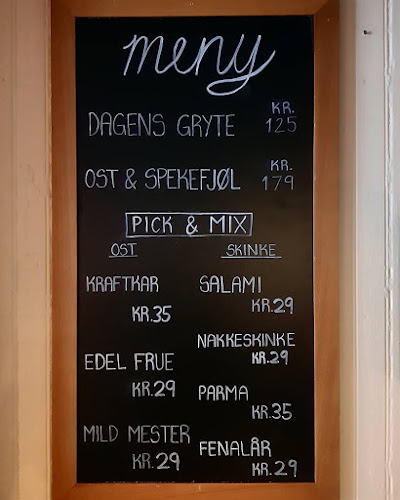 meny
DAGENS GRYTE KR. 125
OST & SPEKEFJØL KR. 179
PICK & MIX
OST
KRAFTKAR
KR.35
EDEL FRUE
KR.29
MILD MESTER
KR.29
SKINKE
SALAMI
KR.29
NAKKESKINKE
KR.29
PARMA
KR.35
FENALÅR
KR.29